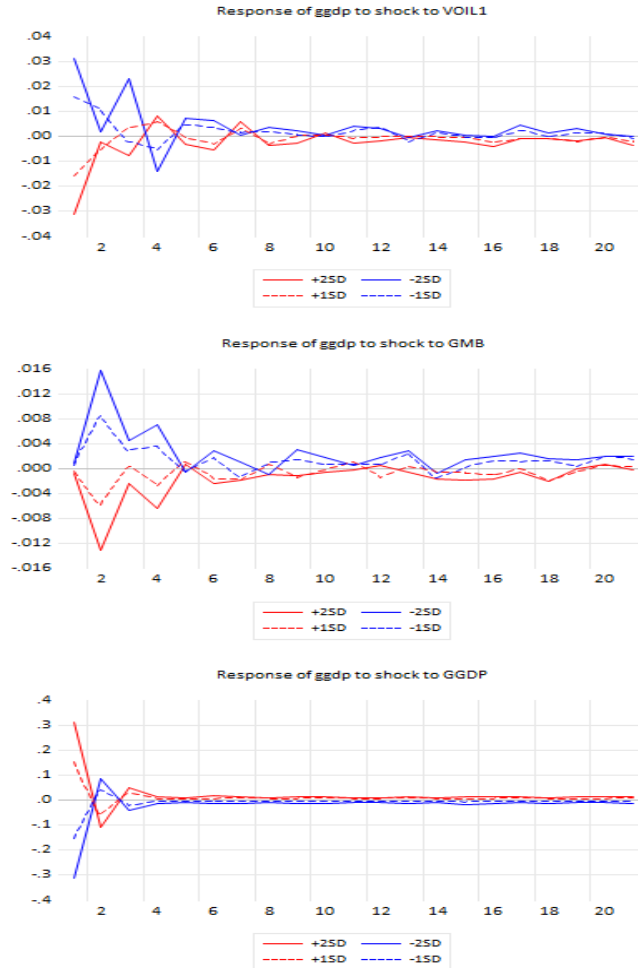 Response of ggdp to shock to VOIL1
.04
.03
.02
.01
.00
-.01
-.02
-.03
-.04
2 4 6 8 10 12 14 16 18 20
+2SD -2SD
+1SD -1SD
Response of ggdp to shock to GMB
.016
.012
.008
.004
.000
-.004
-.008
-.012
-.016
2 4 6 8 10 12 14 16 18 20
+2SD -2SD
+1SD -1SD
Response of ggdp to shock to GGDP
.4
.3
.2
.1
.0
-.1
-.2
-.3
-.4
2 4 6 8 10 12 14 16 18 20
+2SD -2SD
+1SD -1SD